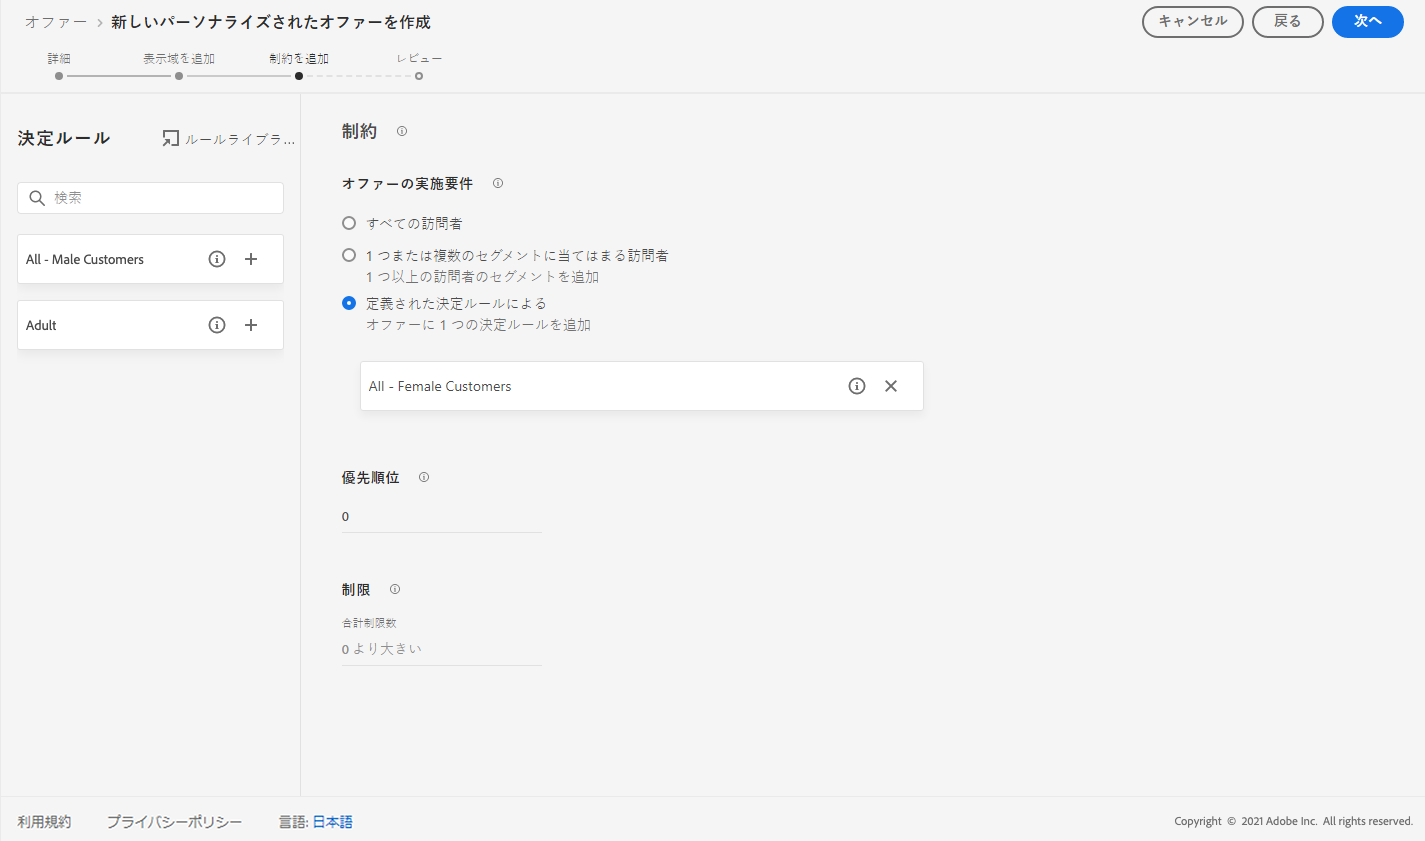 オファー > 新しいパーソナライズされたオファーを作成
キャンセル 戻る 次へ
詳細 表示域を追加 制約を追加 レビュー
決定ルール ルールライブラ...
検索
All - Male Customers
Adult
制約
オファーの実施要件
すべての訪問者
1 つまたは複数のセグメントに当てはまる訪問者
1 つ以上の訪問者のセグメントを追加
定義された決定ルールによる
オファーに 1 つの決定ルールを追加
All - Female Customers
優先順位
0
制限
合計制限数
0 より大きい
利用規約 プライバシーポリシー 言語: 日本語
Copyright © 2021 Adobe Inc. All rights reserved.